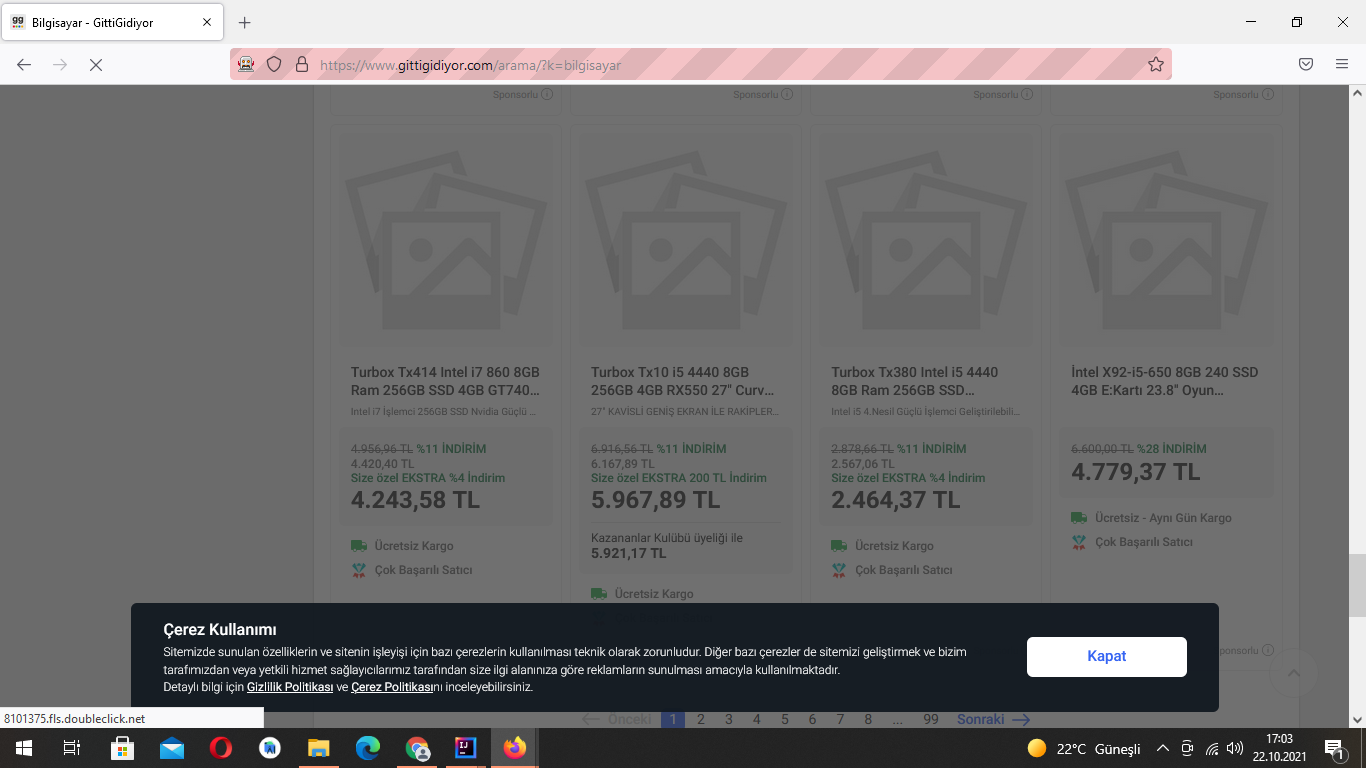 Bilgisayar - GittiGidiyor
https://www.gittigidiyor.com/arama/?k=bilgisayar
Sponsorlu
Sponsorlu
Sponsorlu
Sponsorlu
Turbox Tx414 Intel i7 860 8GB
Ram 256GB SSD 4GB GT740...
Intel i7 İşlemci 256GB SSD Nvidia Güçlü ...
4.956,96 TL %11 İNDİRİM
4.420,40 TL
Size özel EKSTRA %4 İndirim
4.243,58 TL
Ücretsiz Kargo
Çok Başarılı Satıcı
Turbox Tx10 i5 4440 8GB
256GB 4GB RX550 27" Curv...
27" KAVİSLİ GENİŞ EKRAN İLE RAKİPLER...
6.916,56 TL %11 İNDİRİM
6.167,89 TL
Size özel EKSTRA 200 TL İndirim
5.967,89 TL
Kazananlar Kulübü üyeliği ile
5.921,17 TL
Ücretsiz Kargo
Turbox Tx380 Intel i5 4440
8GB Ram 256GB SSD...
Intel i5 4.Nesil Güçlü İşlemci Geliştirilebili...
2.878,66 TL %11 İNDİRİM
2.567,06 TL
Size özel EKSTRA %4 İndirim
2.464,37 TL
Ücretsiz Kargo
Çok Başarılı Satıcı
İntel X92-i5-650 8GB 240 SSD
4GB E:Kartı 23.8" Oyun...
6.600,00 TL %28 İNDİRİM
4.779,37 TL
Ücretsiz - Aynı Gün Kargo
Çok Başarılı Satıcı
ponsorlu
Çerez Kullanımı
Sitemizde sunulan özelliklerin ve sitenin işleyişi için bazı çerezlerin kullanılması teknik olarak zorunludur. Diğer bazı çerezler de sitemizi geliştirmek ve bizim
tarafımızdan veya yetkili hizmet sağlayıcılarımız tarafından size ilgi alanınıza göre reklamların sunulması amacıyla kullanılmaktadır.
Detaylı bilgi için Gizlilik Politikası ve Çerez Politikasını inceleyebilirsiniz.
Kapat
Önceki 1 2 3 4 5 6 7 8 ... 99 Sonraki
8101375.fls.doubleclick.net
22°C Güneşli
17:03
22.10.2021
1